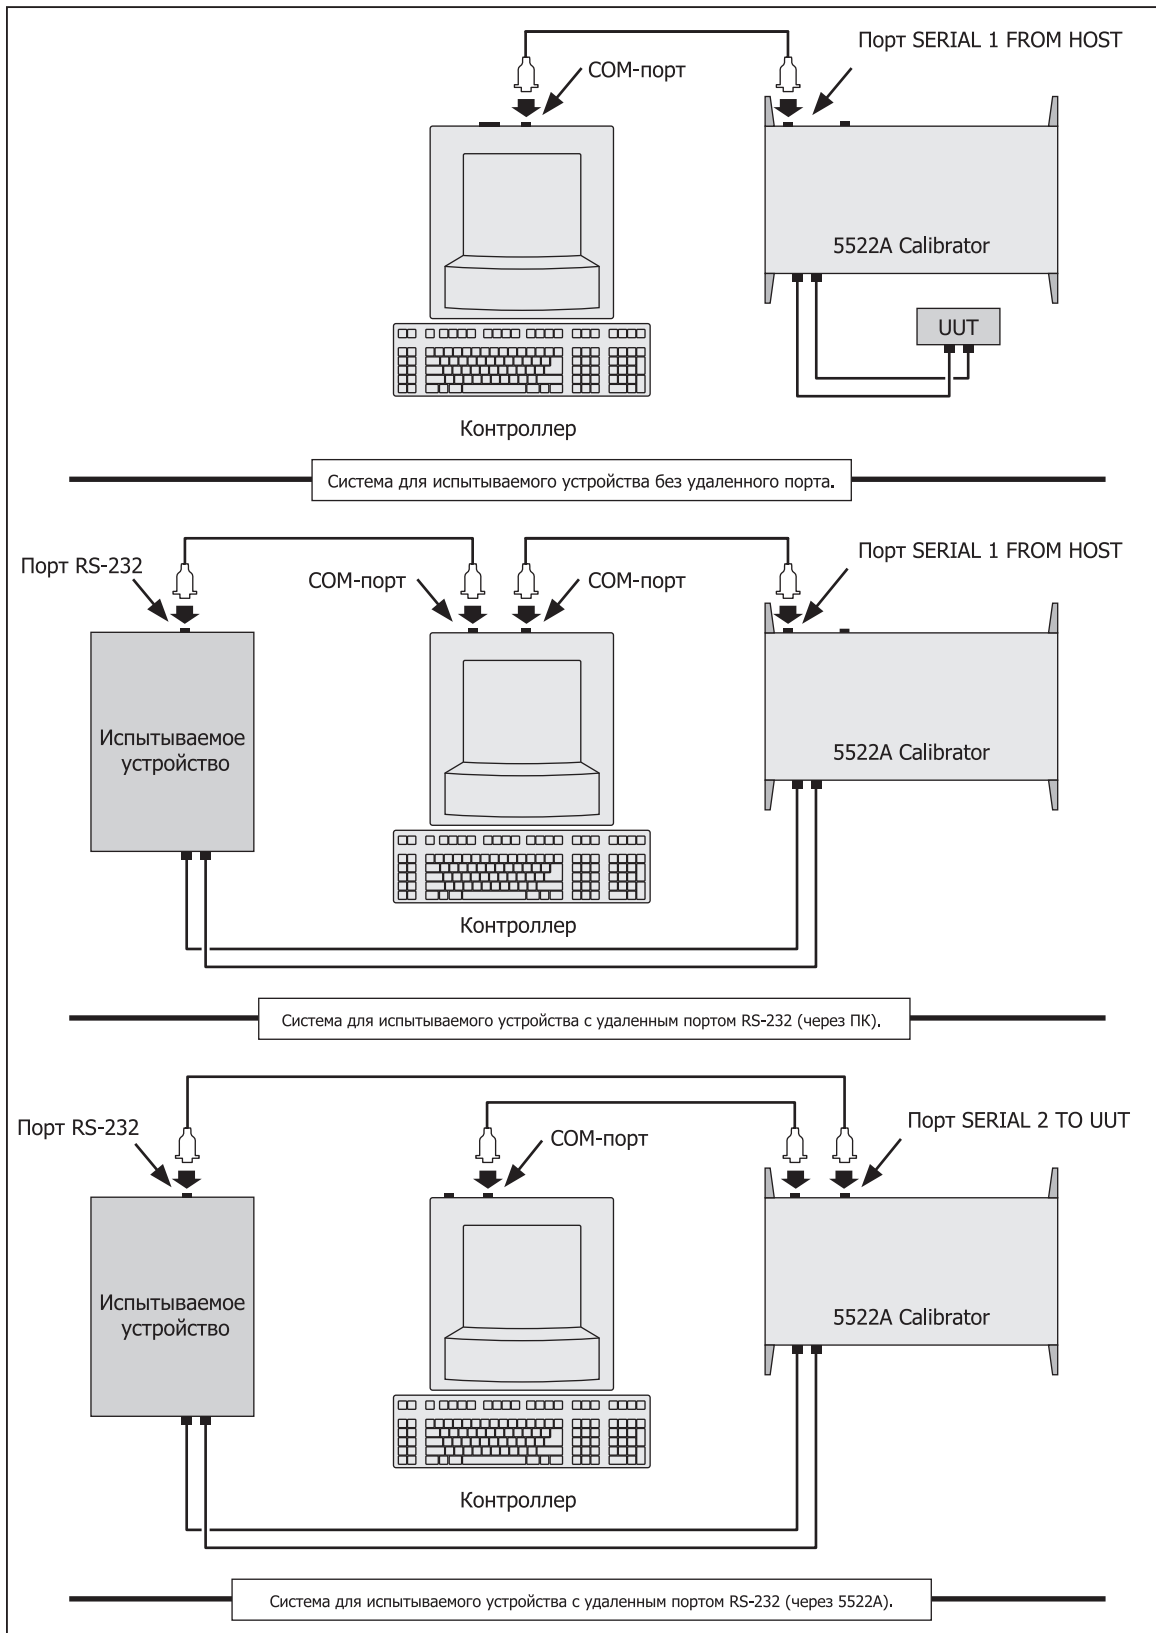 Порт SERIAL 1 FROM HOST
COM-порт
5522A Calibrator
UUT
Контроллер
Система для испытываемого устройства без удаленного порта.
Порт RS-232
COM-порт
COM-порт
Порт SERIAL 1 FROM HOST
Испытываемое
устройство
5522A Calibrator
Контроллер
Система для испытываемого устройства с удаленным портом RS-232 (через ПК).
Порт RS-232
COM-порт
Порт SERIAL 2 TO UUT
Испытываемое
устройство
5522A Calibrator
Контроллер
Система для испытываемого устройства с удаленным портом RS-232 (через 5522A).